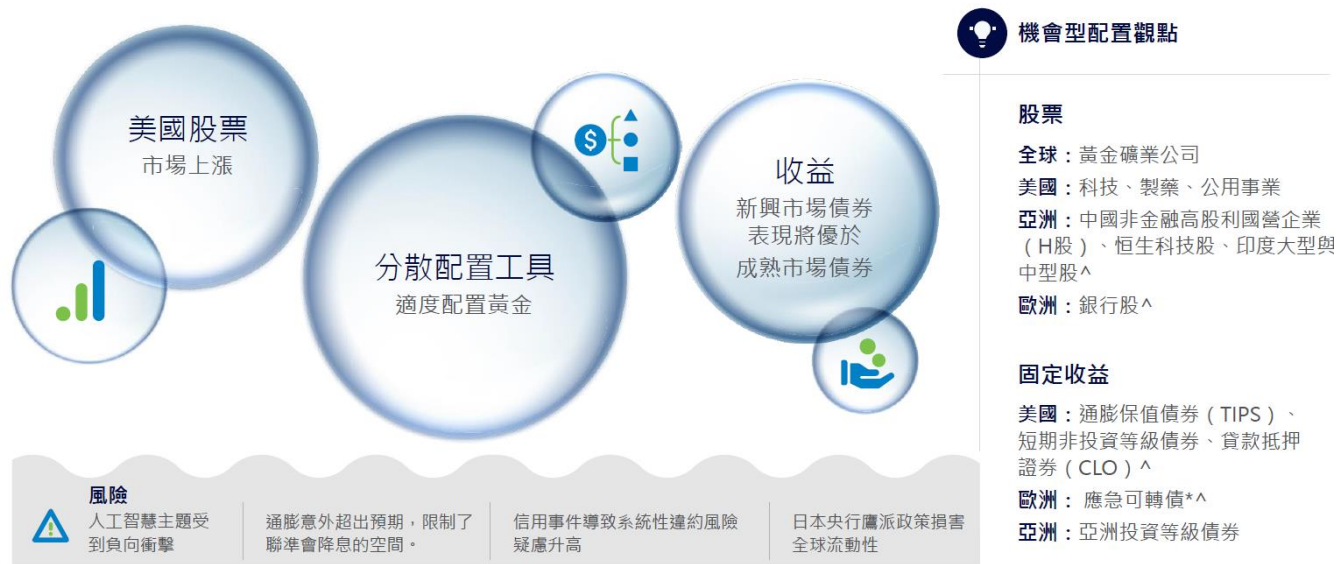 美國股票
市場上漲
分散配置工具
適度配置黃金
收益
新興市場債券
表現將優於
成熟市場債券
風險
人工智慧主題受
到負向衝擊
通膨意外超出預期，限制了
聯準會降息的空間。
信用事件導致系統性違約風險
疑慮升高
日本央行鷹派政策損害
全球流動性
機會型配置觀點
股票
全球：黃金礦業公司
美國：科技、製藥、公用事業
亞洲：中國非金融高股利國營企業
（H股）、恒生科技股、印度大型與
中型股^
歐洲：銀行股^
固定收益
美國：通膨保值債券（TIPS）、
短期非投資等級債券、貸款抵押
證券（CLO）^
歐洲： 應急可轉債*^
亞洲：亞洲投資等級債券